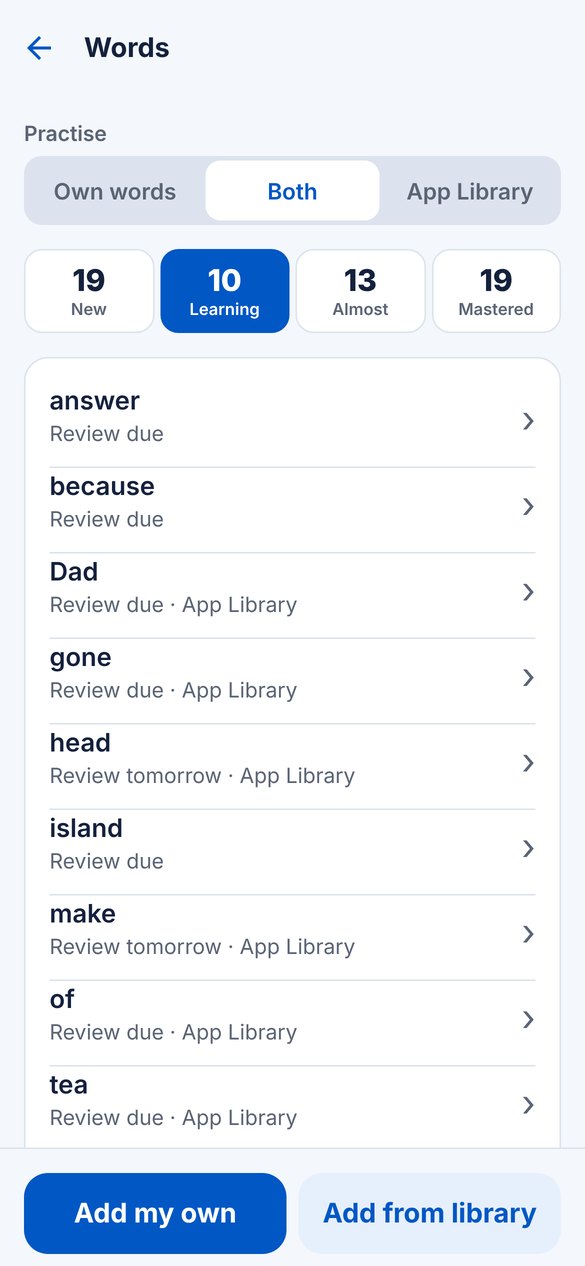 Words
Practise
Own words Both App Library
19 10 13 19
New Learning Almost Mastered
answer
Review due
because
Review due
Dad
Review due · App Library
gone
Review due · App Library
head
Review tomorrow · App Library
island
Review due
make
Review tomorrow · App Library
of
Review due · App Library
tea
Review due · App Library
Add my own Add from library